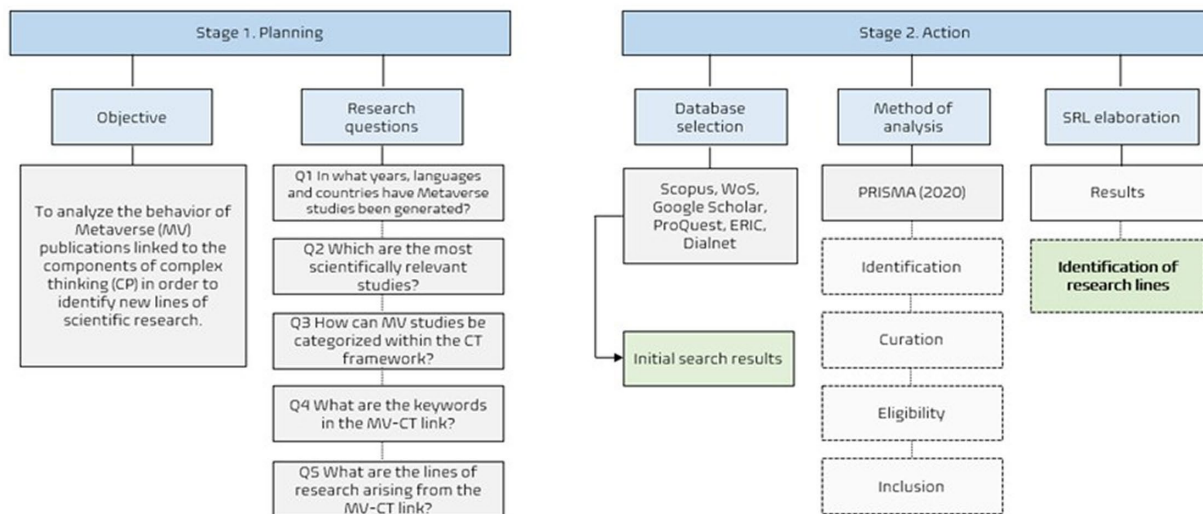 Stage 1. Planning
Objective
To analyze the behavior of
Metaverse (MV)
publications linked to the
components of complex
thinking (CP) in order to
identify new lines of
scientific research.
Research
questions
Q1 In what years, languages
and countries have Metaverse
studies been generated?
Q2 Which are the most
scientifically relevant
studies?
Q3 How can MV studies be
categorized within the CT
framework?
Q4 What are the keywords
in the MV-CT link?
Q5 What are the lines of
research arising from the
MV-CT link?
Stage 2. Action
Database
selection
Scopus, WoS,
Google Scholar,
ProQuest, ERIC,
Dialnet
Initial search results
Method of
analysis
PRISMA (2020)
Identification
Curation
Eligibility
Inclusion
SRL elaboration
Results
Identification of
research lines